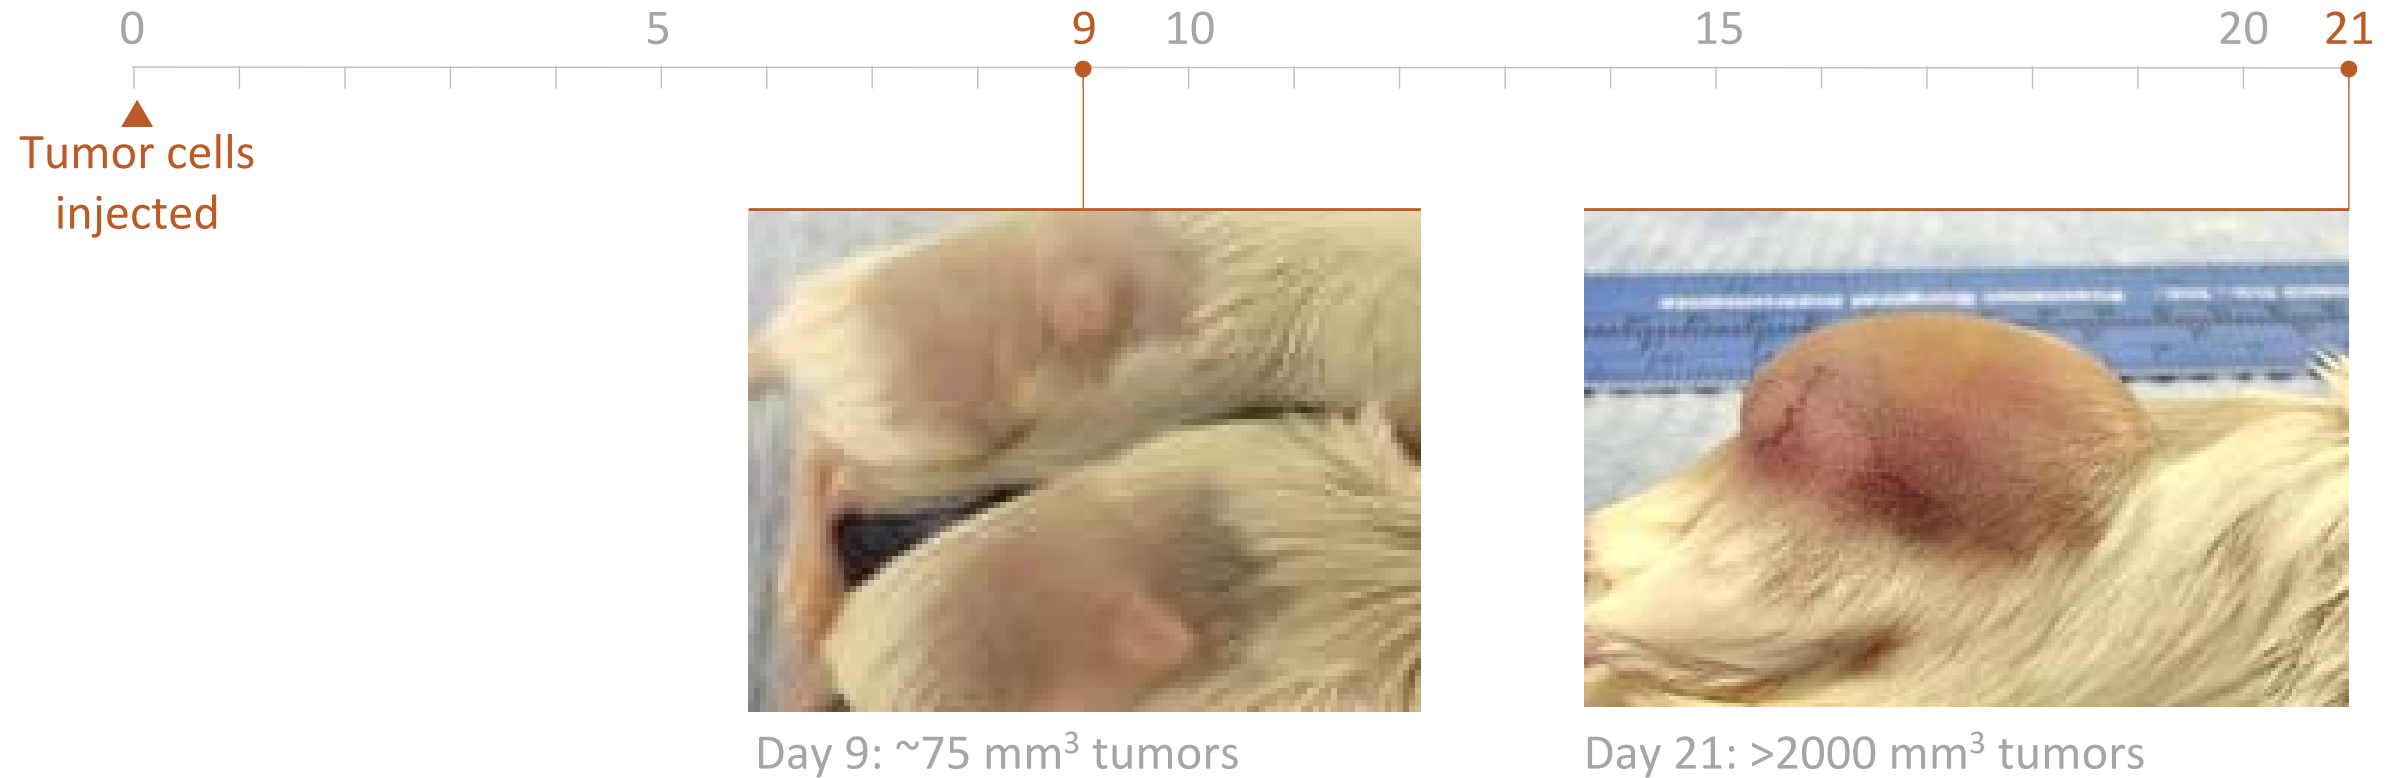 0 5 9 10 15 20 21
Tumor cells
injected
Day 9: ~75 mm³ tumors
Day 21: >2000 mm³ tumors